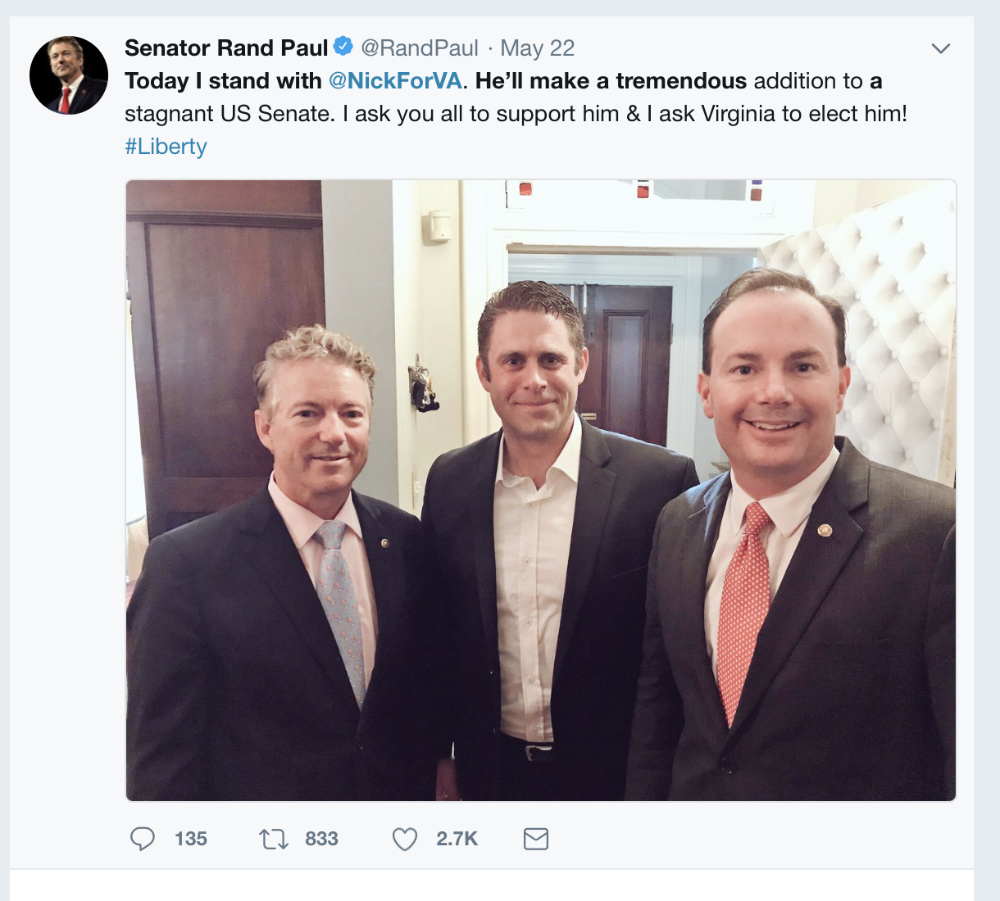 Senator Rand Paul @RandPaul · May 22
Today I stand with @NickForVA. He’ll make a tremendous addition to a
stagnant US Senate. I ask you all to support him & I ask Virginia to elect him!
#Liberty
135 833 2.7K